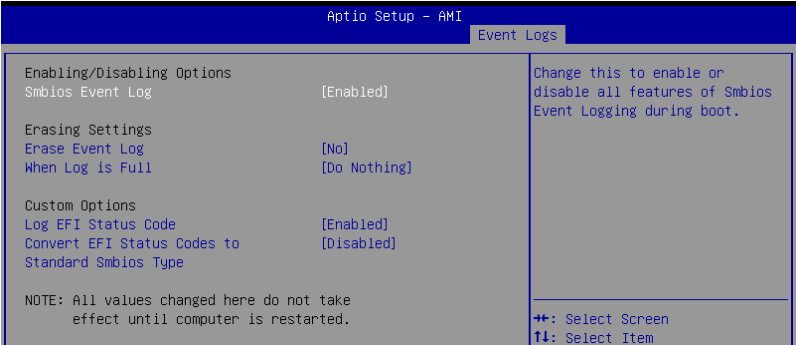 Aptio Setup - AMI
Event Logs
Enabling/Disabling Options
Smbios Event Log [Enabled]
Erasing Settings
Erase Event Log [No]
When Log is Full [Do Nothing]
Custom Options
Log EFI Status Code [Enabled]
Convert EFI Status Codes to [Disabled]
Standard Smbios Type
NOTE: All values changed here do not take
effect until computer is restarted.
Change this to enable or
disable all features of Smbios
Event Logging during boot.
→←: Select Screen
↑↓: Select Item